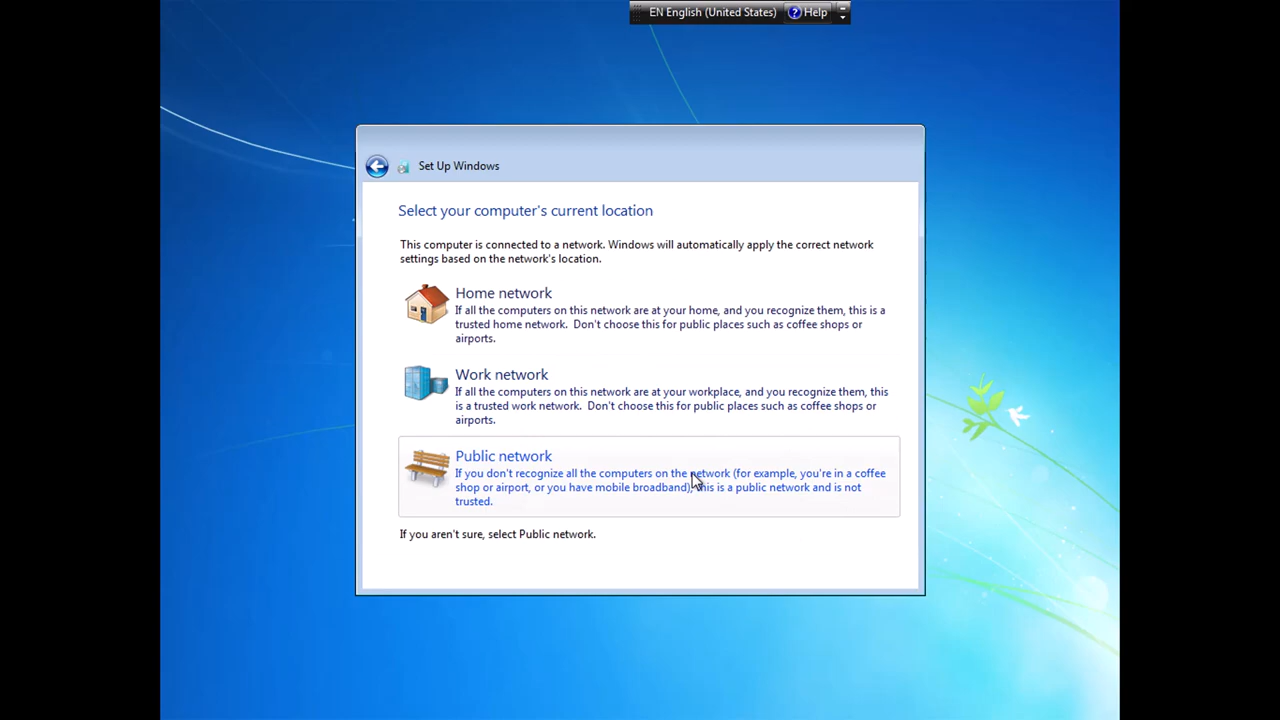 EN English (United States) ? Help
Set Up Windows
Select your computer's current location
This computer is connected to a network. Windows will automatically apply the correct network
settings based on the network's location.
Home network
If all the computers on this network are at your home, and you recognize them, this is a
trusted home network. Don't choose this for public places such as coffee shops or
airports.
Work network
If all the computers on this network are at your workplace, and you recognize them, this
is a trusted work network. Don't choose this for public places such as coffee shops or
airports.
Public network
If you don't recognize all the computers on the network (for example, you're in a coffee
shop or airport, or you have mobile broadband), this is a public network and is not
trusted.
If you aren't sure, select Public network.